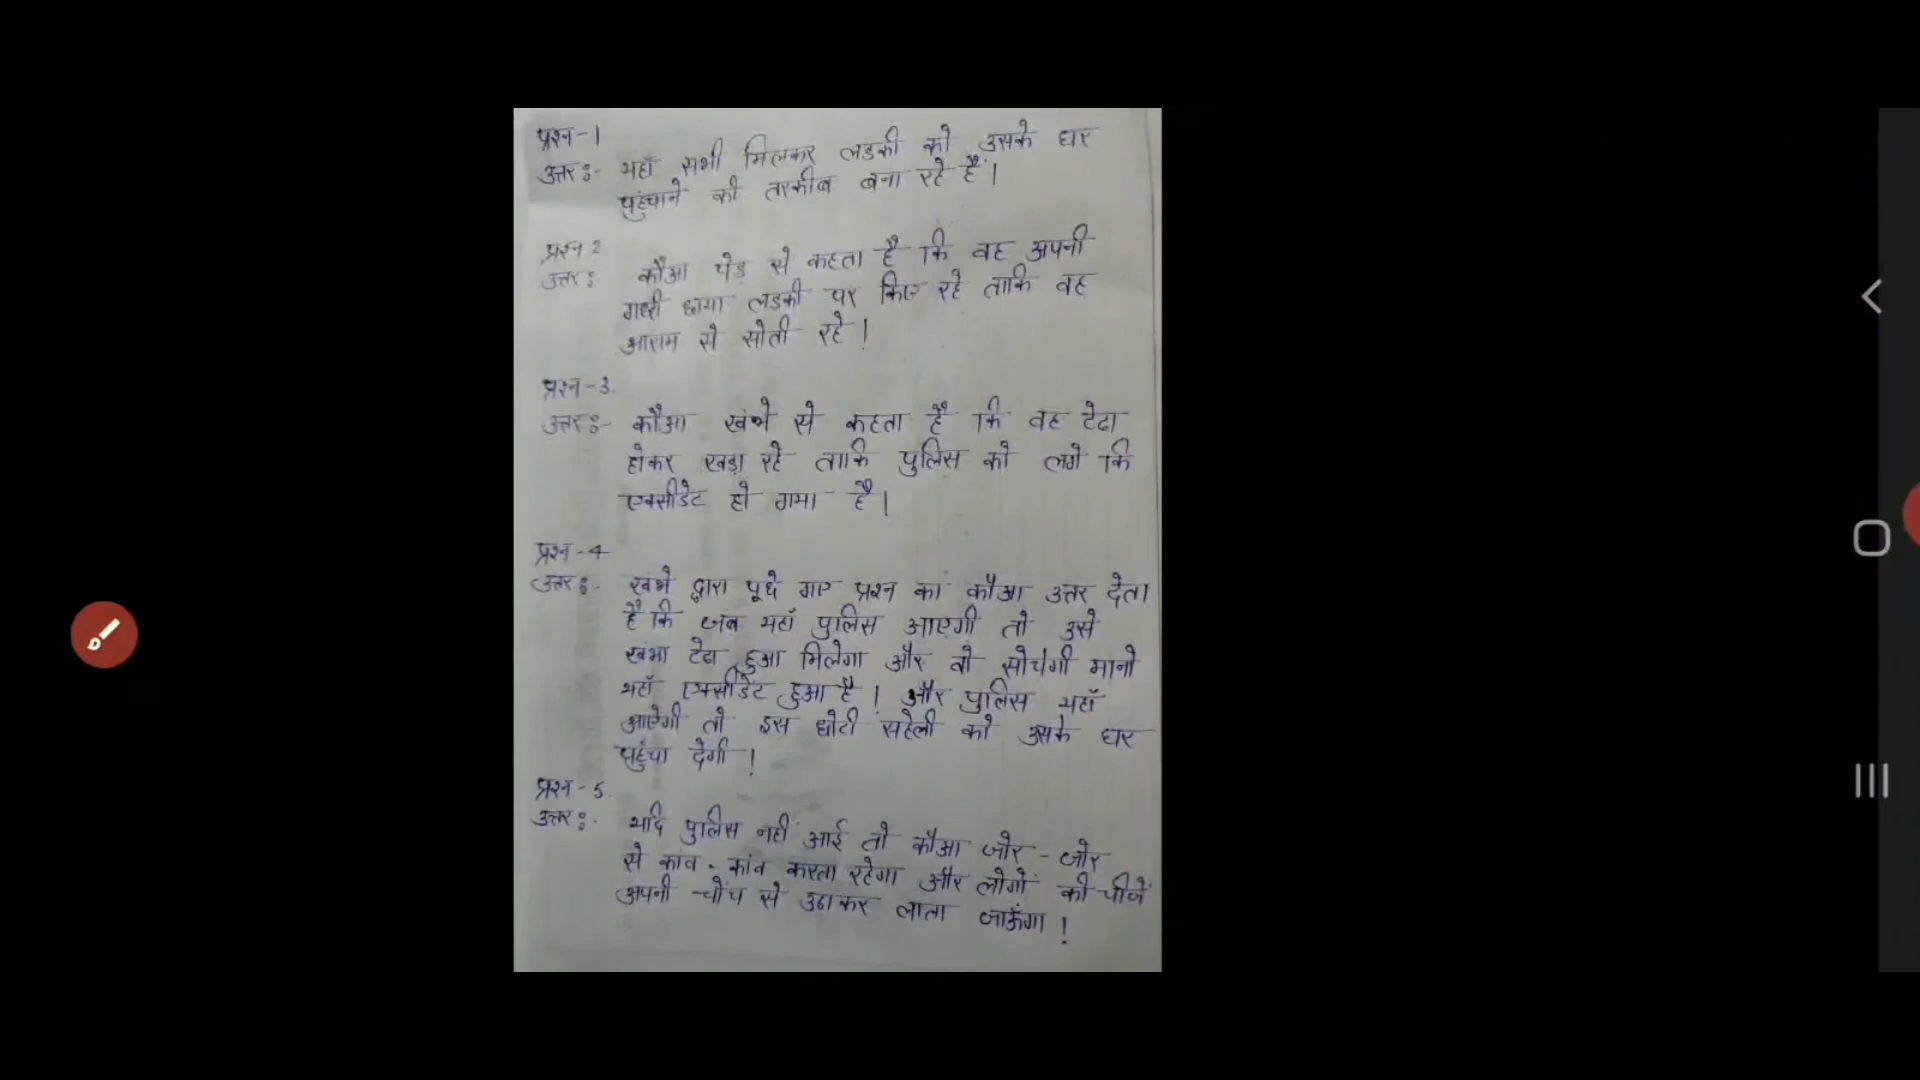 प्रश्न-1
उत्तर:- यहाँ सभी मिलकर लडकी को उसके घर
पहुंचाने की तरकीब बना रहे हैं।
प्रश्न 2
उत्तर: कौआ पेड से कहता है कि वह अपनी
गहरी छाया लडकी पर किए रहे ताकि वह
आराम से सोती रहे।
प्रश्न-3.
उत्तर:- कौआ खंभे से कहता है कि वह टेढा
होकर खड़ा रहे ताकि पुलिस को लगे कि
एक्सीडेंट हो गया है।
प्रश्न-4
उत्तर:- खंभे द्वारा पूछे गए प्रश्न का कौआ उत्तर देता
है कि जब यहाँ पुलिस आएगी तो उसे
खंभा टेढा हुआ मिलेगा और वो सोचेगी मानो
यहाँ एक्सीडेंट हुआ है। और पुलिस यहाँ
आऐगी तो इस छोटी सहेली को उसके घर
पहुँचा देगी।
प्रश्न-5.
उत्तर:- यदि पुलिस नहीं आई तो कौआ जोर-जोर
से कांव-कांव करता रहेगा और लोगों की चीजें
अपनी चोंच से उठाकर लाता जाऊँगा।